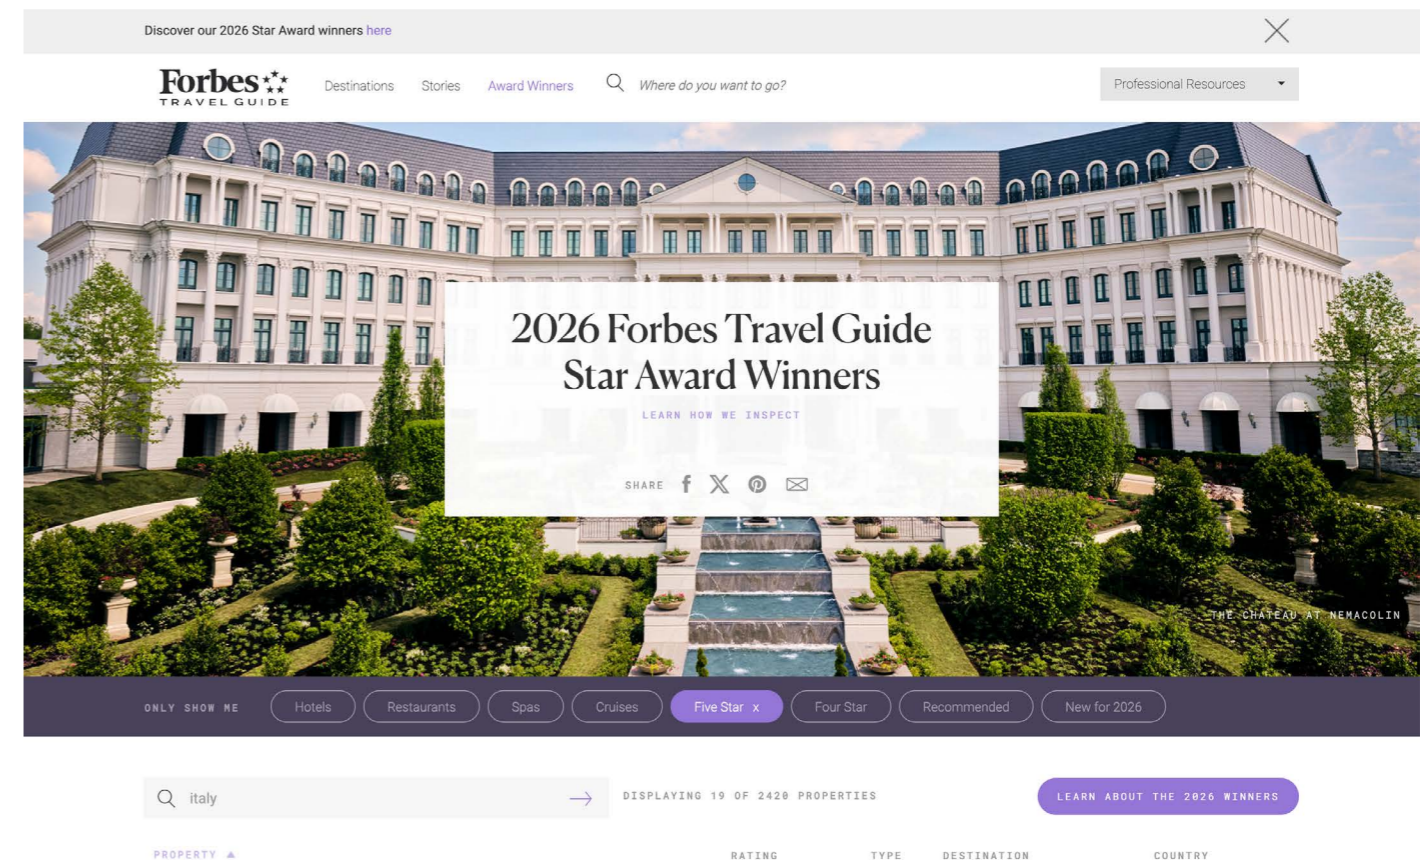 Discover our 2026 Star Award winners here
Forbes
TRAVEL GUIDE
Destinations
Stories
Award Winners
Where do you want to go?
Professional Resources
2026 Forbes Travel Guide
Star Award Winners
LEARN HOW WE INSPECT
SHARE
THE CHATEAU AT NEMACOLIN
ONLY SHOW ME
Hotels
Restaurants
Spas
Cruises
Five Star x
Four Star
Recommended
New for 2026
italy
DISPLAYING 19 OF 2420 PROPERTIES
LEARN ABOUT THE 2026 WINNERS
PROPERTY
RATING
TYPE
DESTINATION
COUNTRY